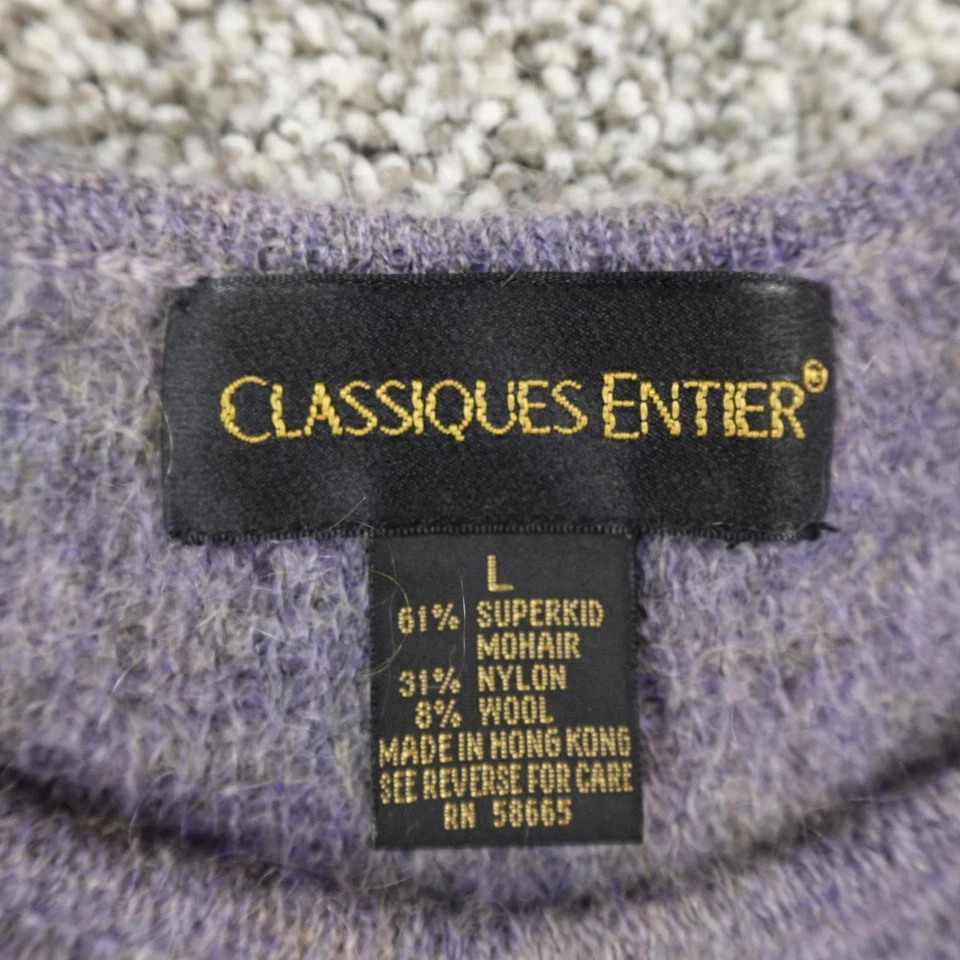 CLASSIQUES ENTIER®
L
61% SUPERKID
MOHAIR
31% NYLON
8% WOOL
MADE IN HONG KONG
SEE REVERSE FOR CARE
RN 58665